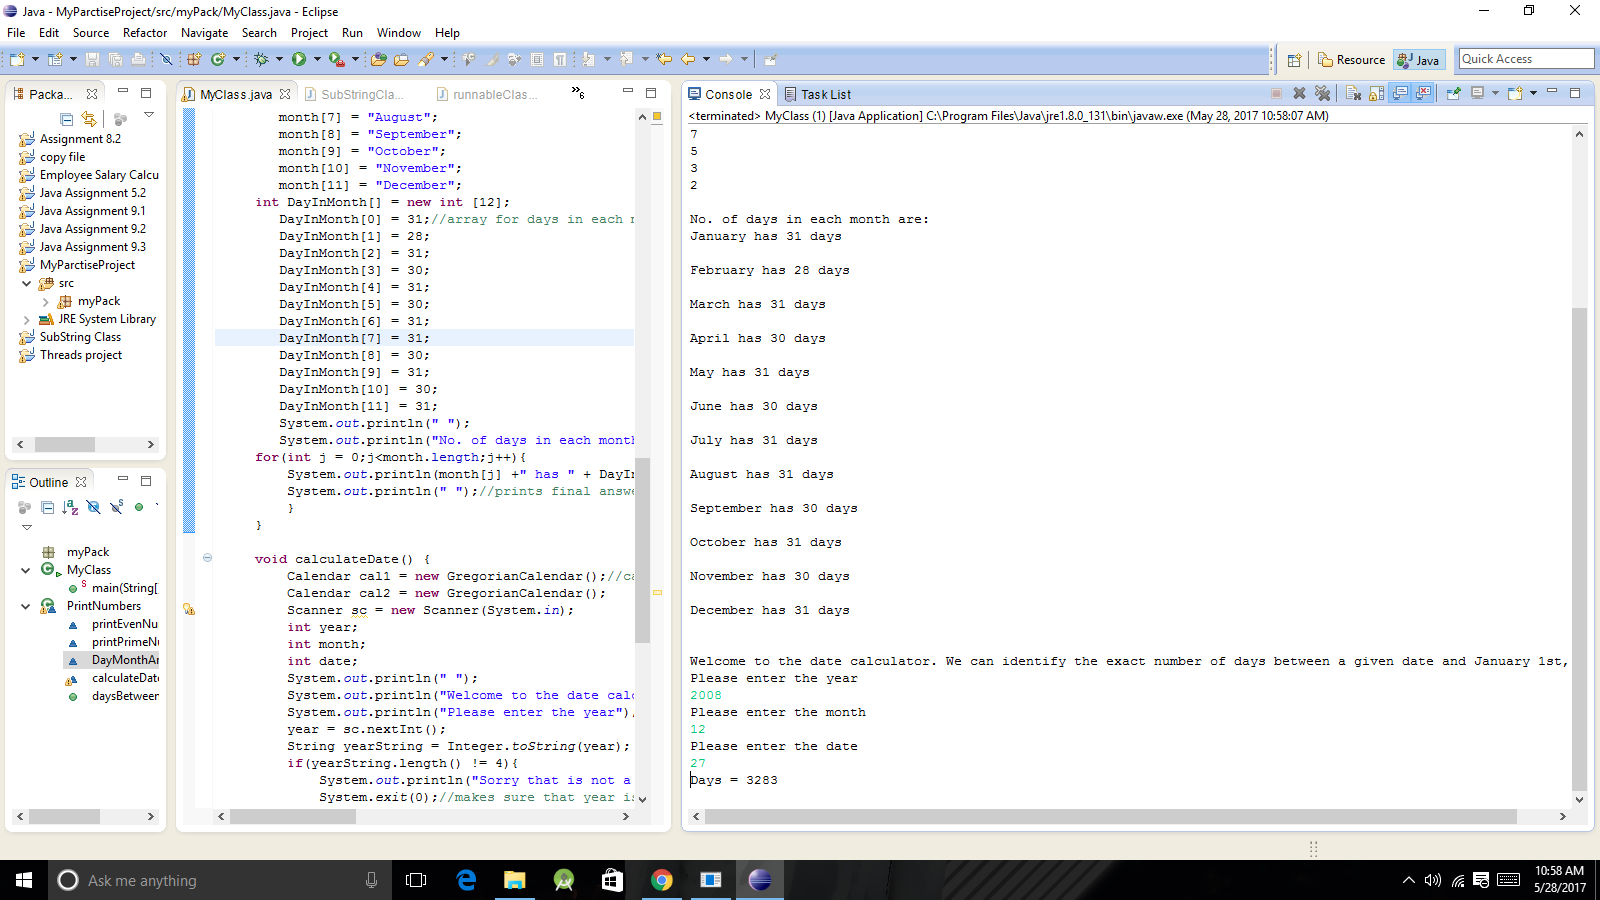 Java - MyParctiseProject/src/myPack/MyClass.java - Eclipse
File Edit Source Refactor Navigate Search Project Run Window Help
Quick Access
Resource
Java
Packa...
Assignment 8.2
copy file
Employee Salary Calcu
Java Assignment 5.2
Java Assignment 9.1
Java Assignment 9.2
Java Assignment 9.3
MyParctiseProject
src
myPack
JRE System Library
SubString Class
Threads project
Outline
myPack
MyClass
main(String[
PrintNumbers
printEvenNu
printPrimeNu
DayMonthAr
calculateDate
daysBetween
MyClass.java
SubStringCla...
runnableClas...
»6
month[7] = "August";
month[8] = "September";
month[9] = "October";
month[10] = "November";
month[11] = "December";
int DayInMonth[] = new int [12];
DayInMonth[0] = 31;//array for days in each
DayInMonth[1] = 28;
DayInMonth[2] = 31;
DayInMonth[3] = 30;
DayInMonth[4] = 31;
DayInMonth[5] = 30;
DayInMonth[6] = 31;
DayInMonth[7] = 31;
DayInMonth[8] = 30;
DayInMonth[9] = 31;
DayInMonth[10] = 30;
DayInMonth[11] = 31;
System.out.println(" ");
System.out.println("No. of days in each mont
for(int j = 0;j<month.length;j++){
System.out.println(month[j] +" has " + DayI
System.out.println(" ");//prints final answ
}
}
void calculateDate() {
Calendar cal1 = new GregorianCalendar();//c
Calendar cal2 = new GregorianCalendar();
Scanner sc = new Scanner(System.in);
int year;
int month;
int date;
System.out.println(" ");
System.out.println("Welcome to the date calc
System.out.println("Please enter the year")
year = sc.nextInt();
String yearString = Integer.toString(year);
if(yearString.length() != 4){
System.out.println("Sorry that is not a
System.exit(0);//makes sure that year i
Console
Task List
<terminated> MyClass (1) [Java Application] C:\Program Files\Java\jre1.8.0_131\bin\javaw.exe (May 28, 2017 10:58:07 AM)
7
5
3
2
No. of days in each month are:
January has 31 days
February has 28 days
March has 31 days
April has 30 days
May has 31 days
June has 30 days
July has 31 days
August has 31 days
September has 30 days
October has 31 days
November has 30 days
December has 31 days
Welcome to the date calculator. We can identify the exact number of days between a given date and January 1st,
Please enter the year
2008
Please enter the month
12
Please enter the date
27
Days = 3283
Ask me anything
10:58 AM
5/28/2017